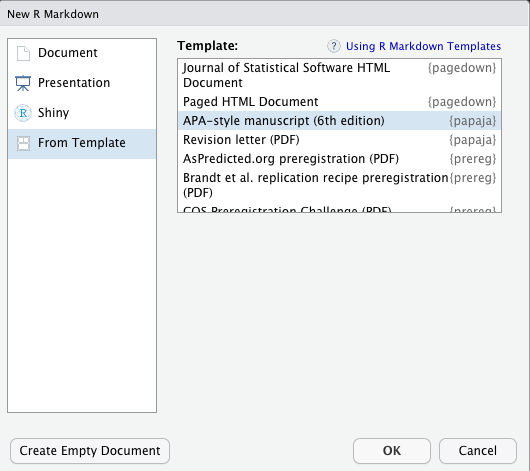 New R Markdown
Document
Presentation
Shiny
From Template
Template:
? Using R Markdown Templates
Journal of Statistical Software HTML {pagedown}
Document
Paged HTML Document {pagedown}
APA-style manuscript (6th edition) {papaja}
Revision letter (PDF) {papaja}
AsPredicted.org preregistration (PDF) {prereg}
Brandt et al. replication recipe preregistration {prereg}
(PDF)
COS Preregistration Challenge (PDF) {prereg}
Create Empty Document
OK
Cancel